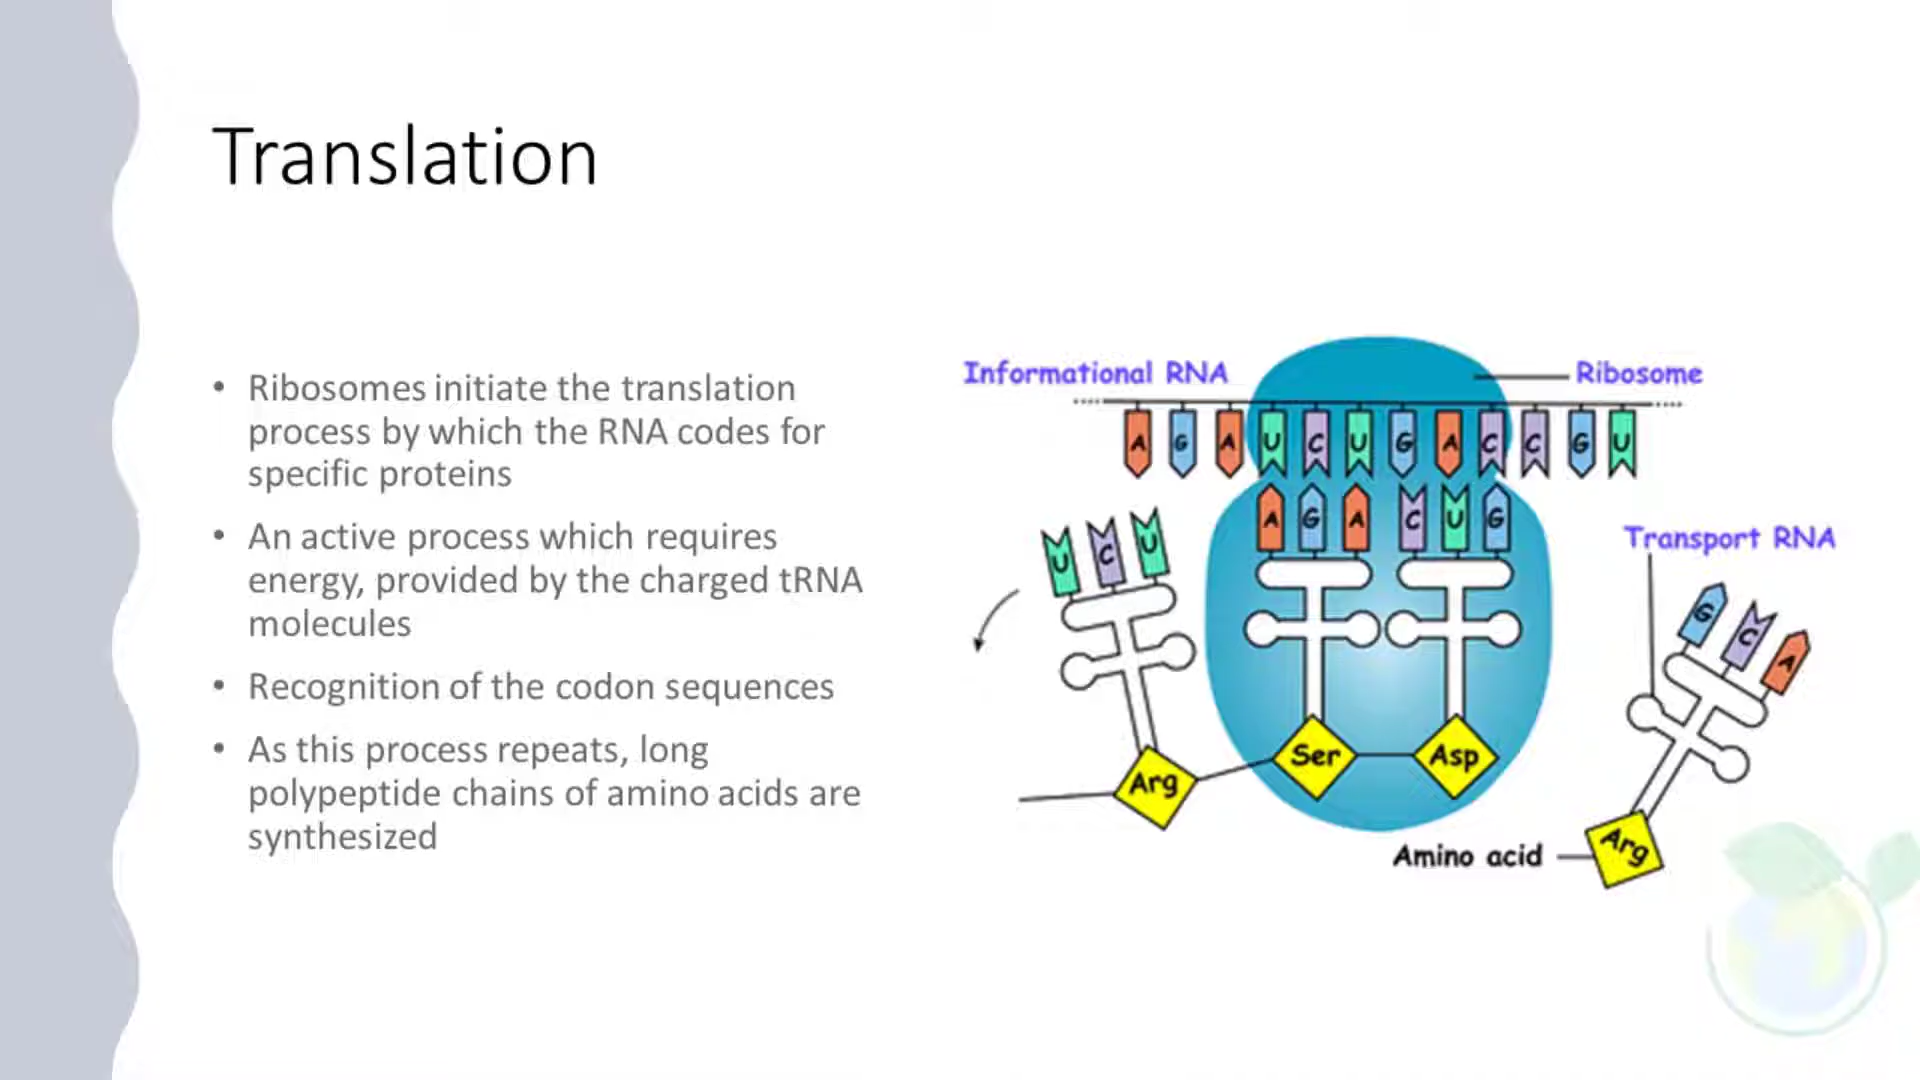 Translation
• Ribosomes initiate the translation
process by which the RNA codes for
specific proteins
• An active process which requires
energy, provided by the charged tRNA
molecules
• Recognition of the codon sequences
• As this process repeats, long
polypeptide chains of amino acids are
synthesized
Informational RNA
Ribosome
A G A U C U G A C C G U
A G A C U G
U C U
Transport RNA
G C A
Arg
Ser
Asp
Amino acid
Arg